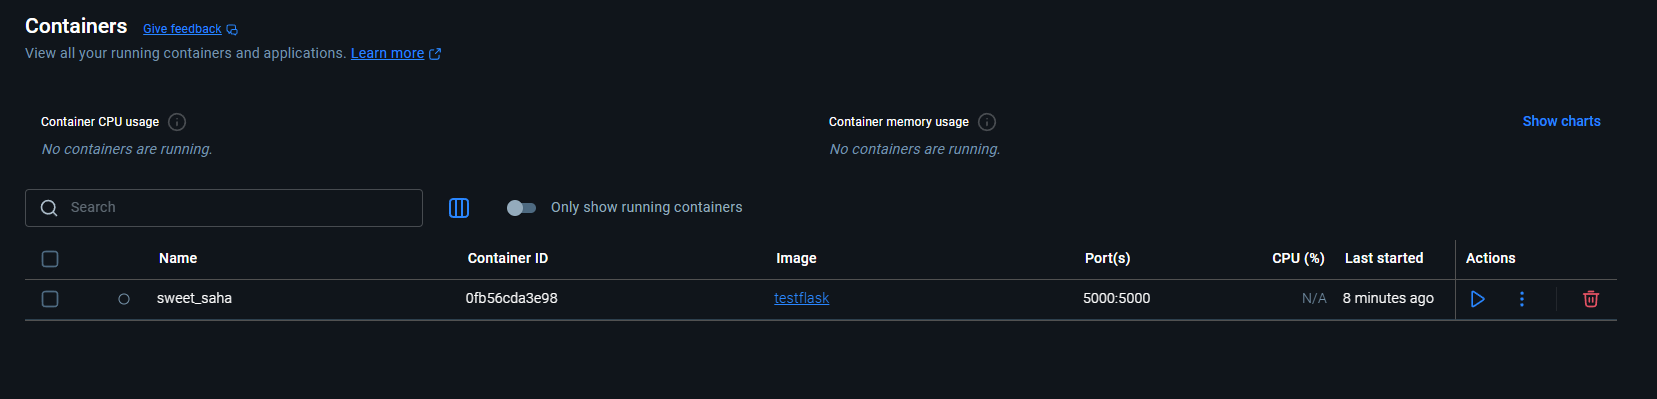 Containers Give feedback
View all your running containers and applications. Learn more
Container CPU usage Container memory usage Show charts
No containers are running. No containers are running.
Search Only show running containers
Name Container ID Image Port(s) CPU (%) Last started Actions
sweet_saha 0fb56cda3e98 testflask 5000:5000 N/A 8 minutes ago